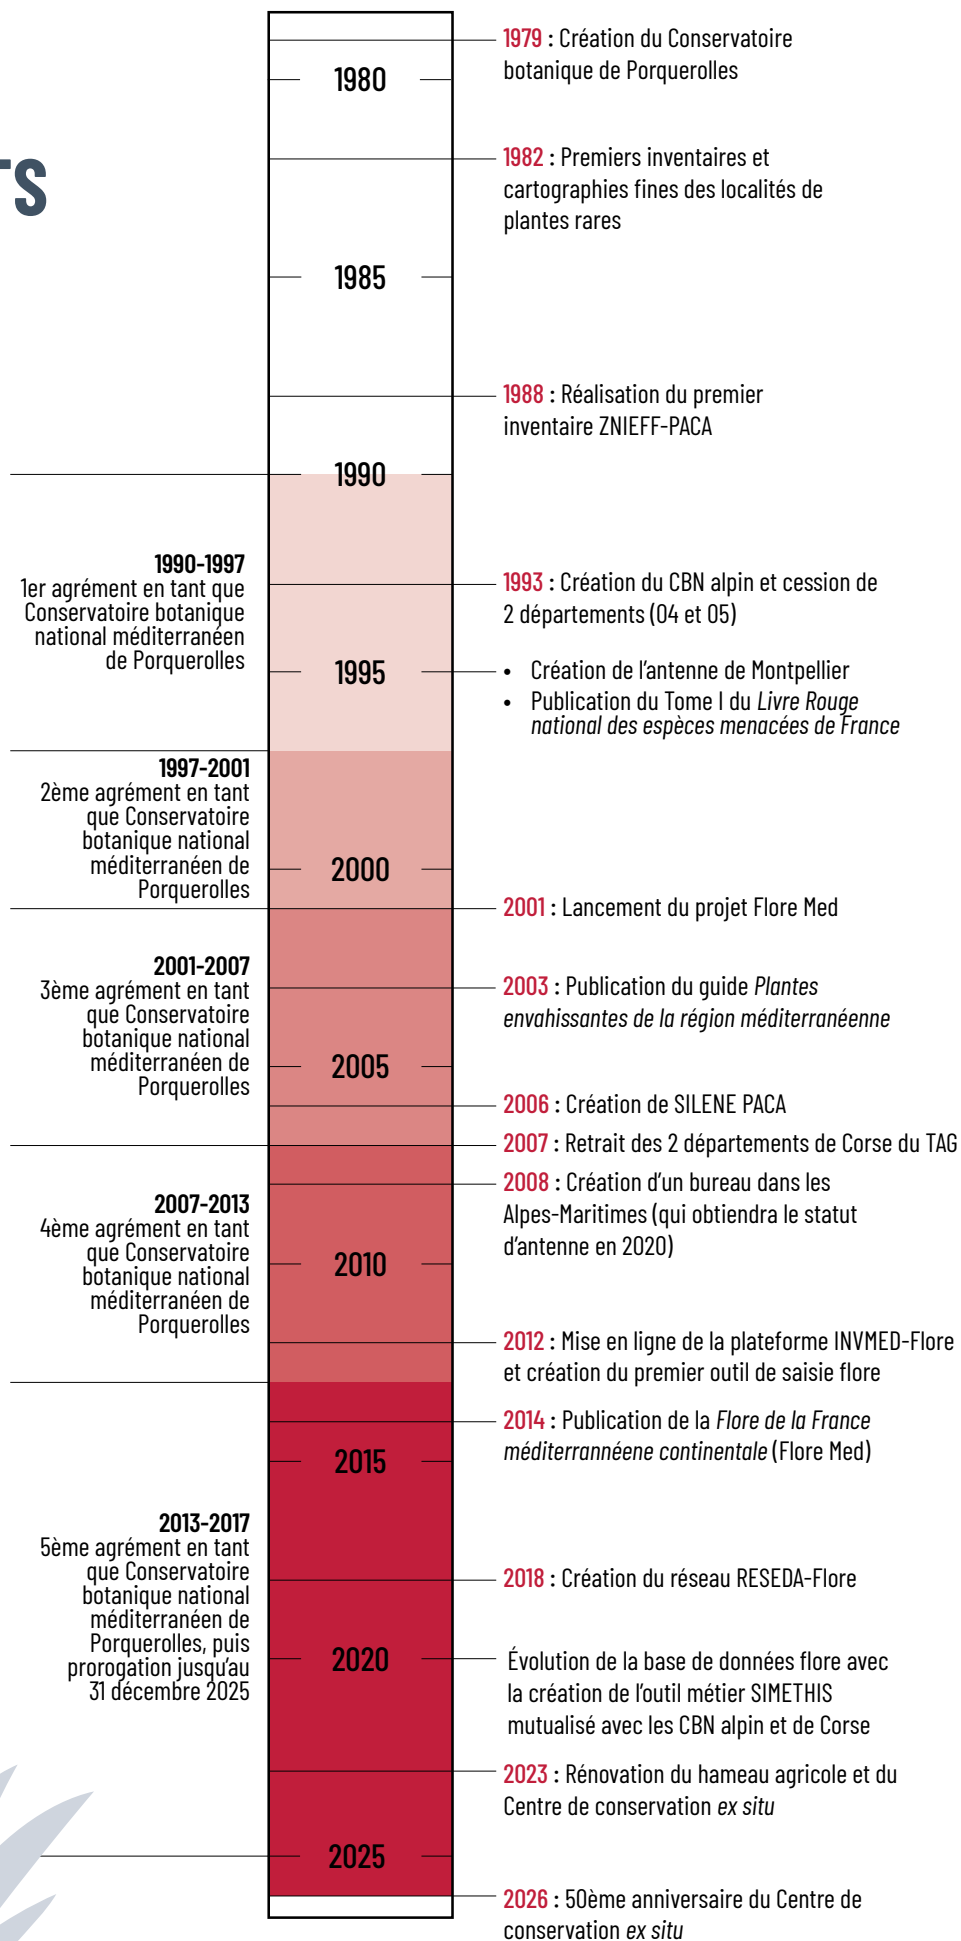 TS
1979 : Création du Conservatoire
botanique de Porquerolles
1980
1982 : Premiers inventaires et
cartographies fines des localités de
plantes rares
1985
1988 : Réalisation du premier
inventaire ZNIEFF-PACA
1990
1990-1997
1er agrément en tant que
Conservatoire botanique
national méditerranéen
de Porquerolles
1993 : Création du CBN alpin et cession de
2 départements (04 et 05)
1995
• Création de l'antenne de Montpellier
• Publication du Tome I du Livre Rouge
national des espèces menacées de France
1997-2001
2ème agrément en tant
que Conservatoire
botanique national
méditerranéen de
Porquerolles
2000
2001 : Lancement du projet Flore Med
2001-2007
3ème agrément en tant
que Conservatoire
botanique national
méditerranéen de
Porquerolles
2003 : Publication du guide Plantes
envahissantes de la région méditerranéenne
2005
2006 : Création de SILENE PACA
2007 : Retrait des 2 départements de Corse du TAG
2007-2013
4ème agrément en tant
que Conservatoire
botanique national
méditerranéen de
Porquerolles
2008 : Création d'un bureau dans les
Alpes-Maritimes (qui obtiendra le statut
d'antenne en 2020)
2010
2012 : Mise en ligne de la plateforme INVMED-Flore
et création du premier outil de saisie flore
2014 : Publication de la Flore de la France
méditerrannéene continentale (Flore Med)
2015
2013-2017
5ème agrément en tant
que Conservatoire
botanique national
méditerranéen de
Porquerolles, puis
prorogation jusqu'au
31 décembre 2025
2018 : Création du réseau RESEDA-Flore
2020
Évolution de la base de données flore avec
la création de l'outil métier SIMETHIS
mutualisé avec les CBN alpin et de Corse
2023 : Rénovation du hameau agricole et du
Centre de conservation ex situ
2025
2026 : 50ème anniversaire du Centre de
conservation ex situ